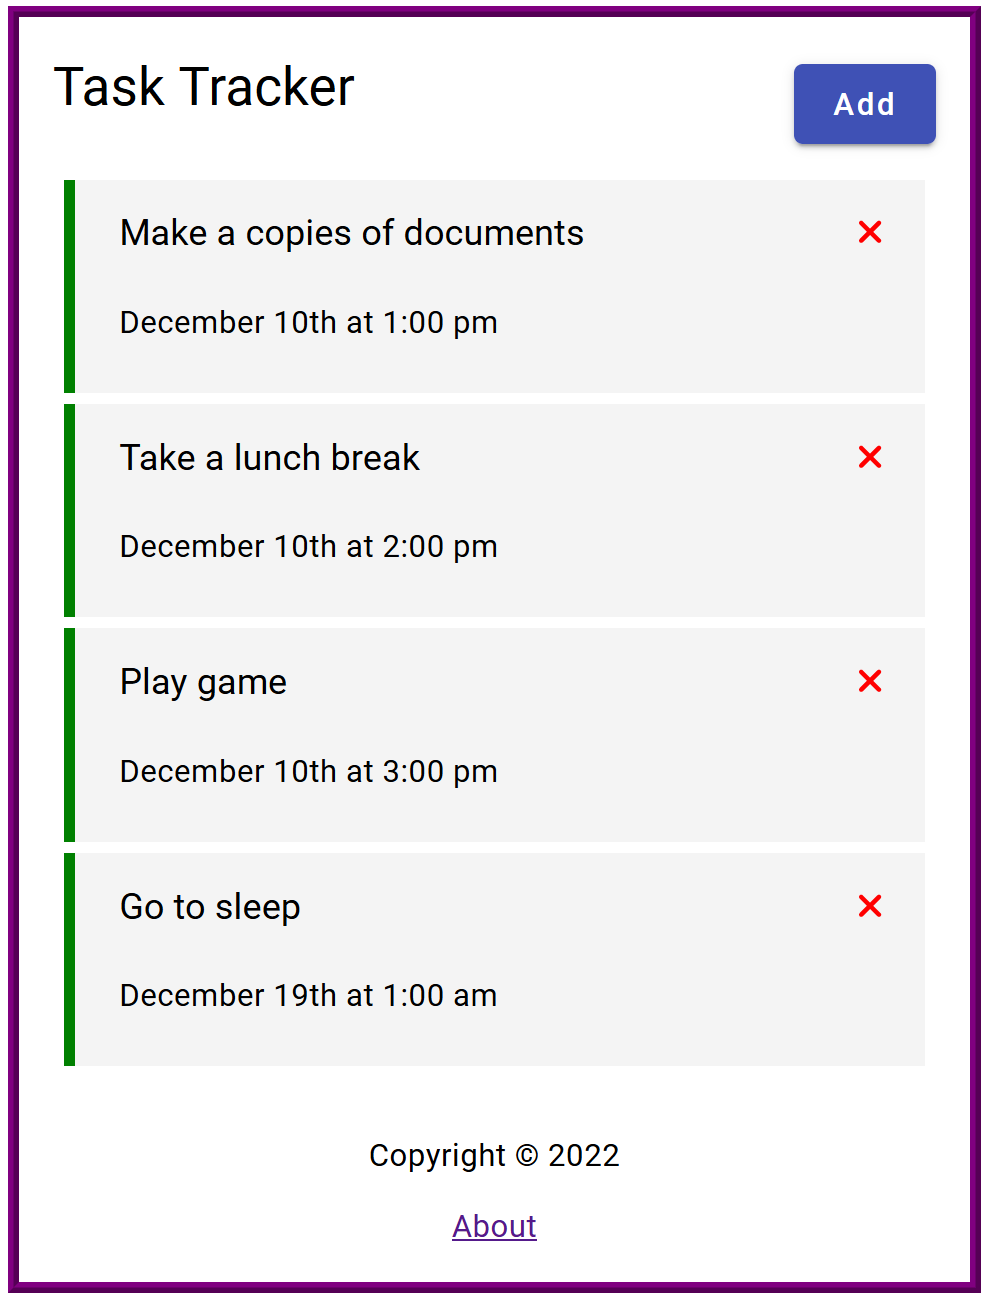 Task Tracker
Add
Make a copies of documents
December 10th at 1:00 pm
Take a lunch break
December 10th at 2:00 pm
Play game
December 10th at 3:00 pm
Go to sleep
December 19th at 1:00 am
Copyright © 2022
About